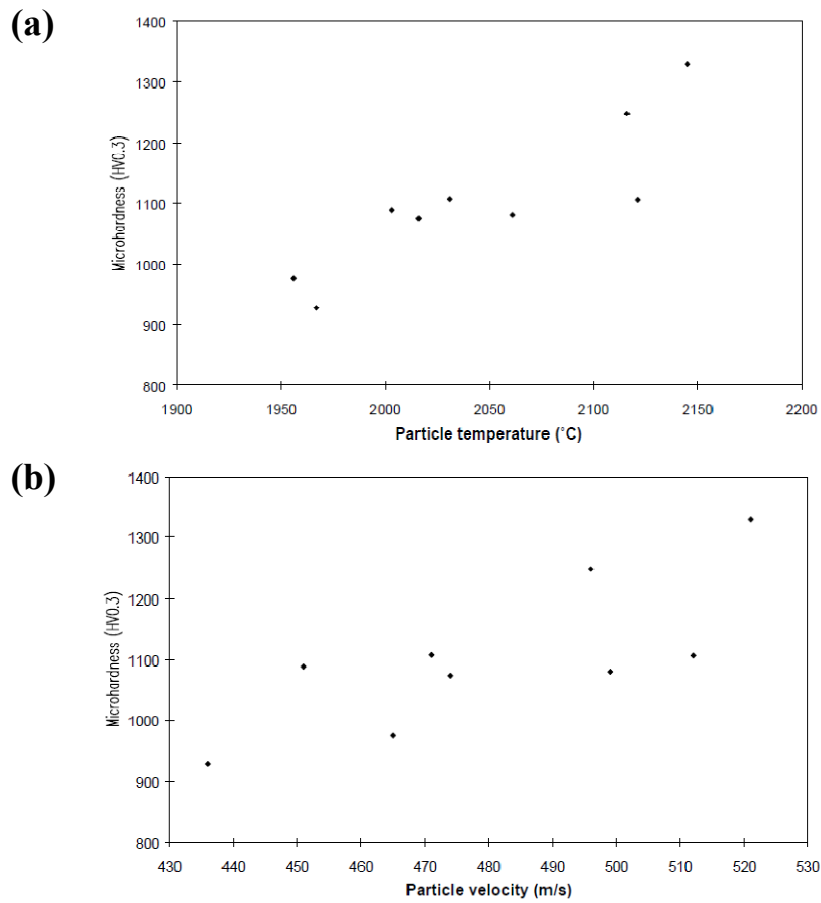 (a)
1400
1300
1200
1100
1000
900
800
Microhardness (HV0.3)
1900 1950 2000 2050 2100 2150 2200
Particle temperature (°C)
(b)
1400
1300
1200
1100
1000
900
800
Microhardness (HV0.3)
430 440 450 460 470 480 490 500 510 520 530
Particle velocity (m/s)